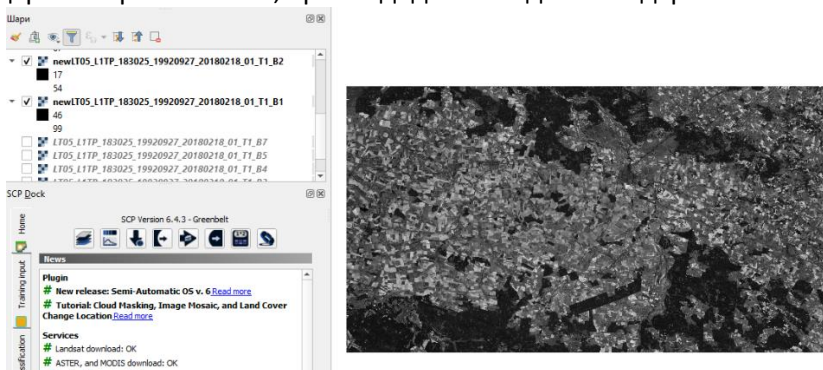 Шари
newLT05_L1TP_183025_19920927_20180218_01_T1_B2
17
54
newLT05_L1TP_183025_19920927_20180218_01_T1_B1
46
99
LT05_L1TP_183025_19920927_20180218_01_T1_B7
LT05_L1TP_183025_19920927_20180218_01_T1_B5
LT05_L1TP_183025_19920927_20180218_01_T1_B4
SCP Dock
SCP Version 6.4.3 - Greenbelt
Home
Training input
News
Plugin
# New release: Semi-Automatic OS v. 6 Read more
# Tutorial: Cloud Masking, Image Mosaic, and Land Cover
Change Location Read more
Services
# Landsat download: OK
# ASTER, and MODIS download: OK